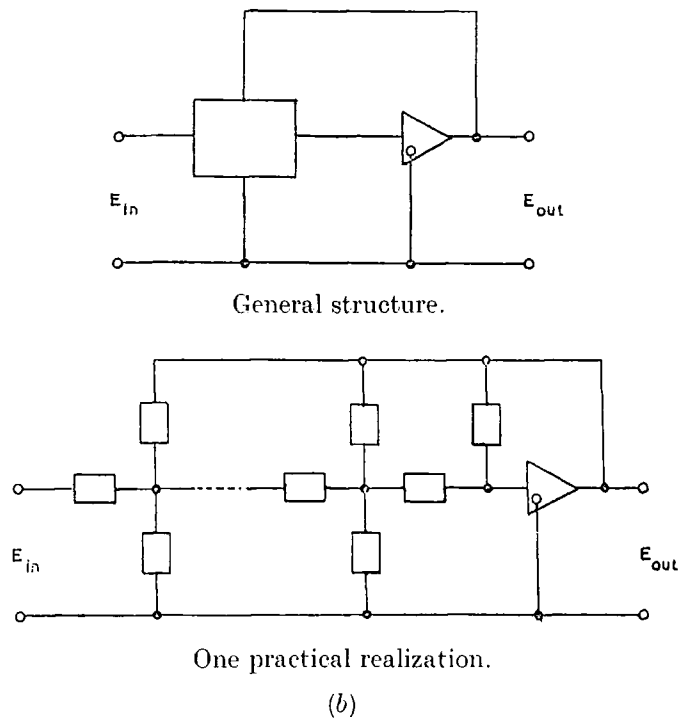 E_in
E_out
General structure.
E_in
E_out
One practical realization.
(b)